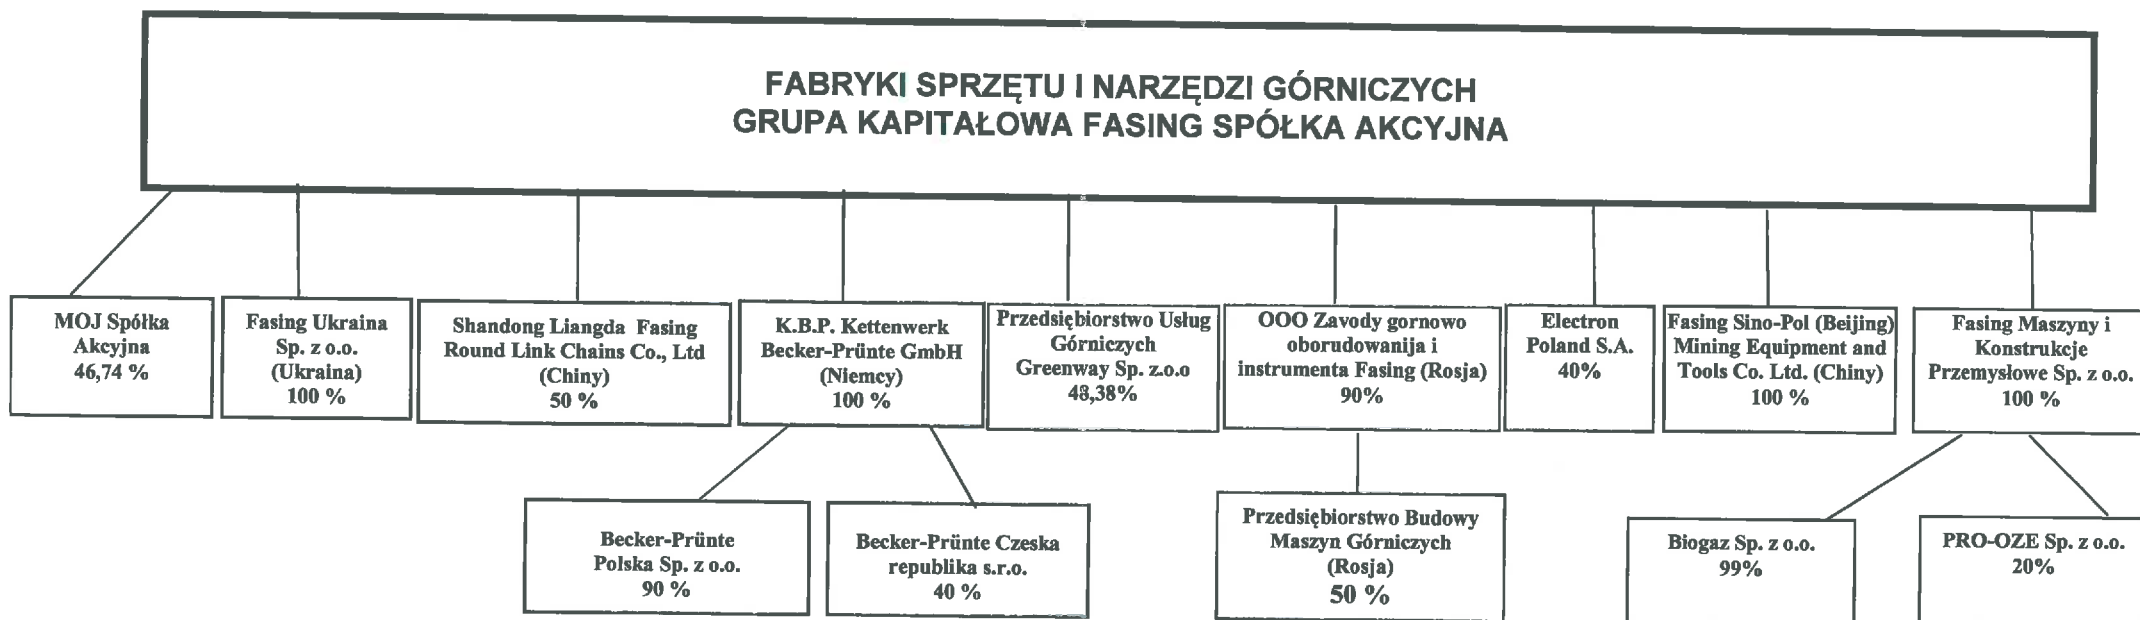 FABRYKI SPRZĘTU I NARZĘDZI GÓRNICZYCH
GRUPA KAPITAŁOWA FASING SPÓŁKA AKCYJNA
MOJ Spółka
Akcyjna
46,74 %
Fasing Ukraina
Sp. z o.o.
(Ukraina)
100 %
Shandong Liangda Fasing
Round Link Chains Co., Ltd
(Chiny)
50 %
K.B.P. Kettenwerk
Becker-Prünte GmbH
(Niemcy)
100 %
Przedsiębiorstwo Usług
Górniczych
Greenway Sp. z.o.o
48,38%
OOO Zavody gornowo
oborudowanija i
instrumenta Fasing (Rosja)
90%
Electron
Poland S.A.
40%
Fasing Sino-Pol (Beijing)
Mining Equipment and
Tools Co. Ltd. (Chiny)
100 %
Fasing Maszyny i
Konstrukcje
Przemysłowe Sp. z o.o.
100 %
Becker-Prünte
Polska Sp. z o.o.
90 %
Becker-Prünte Czeska
republika s.r.o.
40 %
Przedsiębiorstwo Budowy
Maszyn Górniczych
(Rosja)
50 %
Biogaz Sp. z o.o.
99%
PRO-OZE Sp. z o.o.
20%